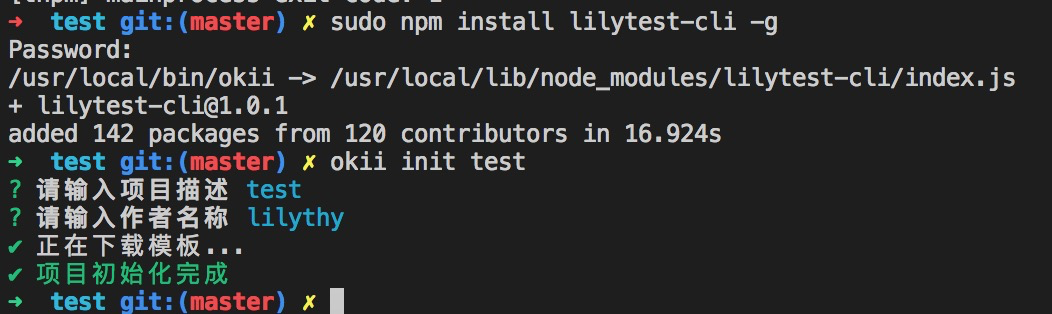 ➜  test git:(master) ✗ sudo npm install lilytest-cli -g
Password:
/usr/local/bin/okii -> /usr/local/lib/node_modules/lilytest-cli/index.js
+ lilytest-cli@1.0.1
added 142 packages from 120 contributors in 16.924s
➜  test git:(master) ✗ okii init test
? 请输入项目描述 test
? 请输入作者名称 lilythy
✔ 正在下载模板...
✔ 项目初始化完成
➜  test git:(master) ✗